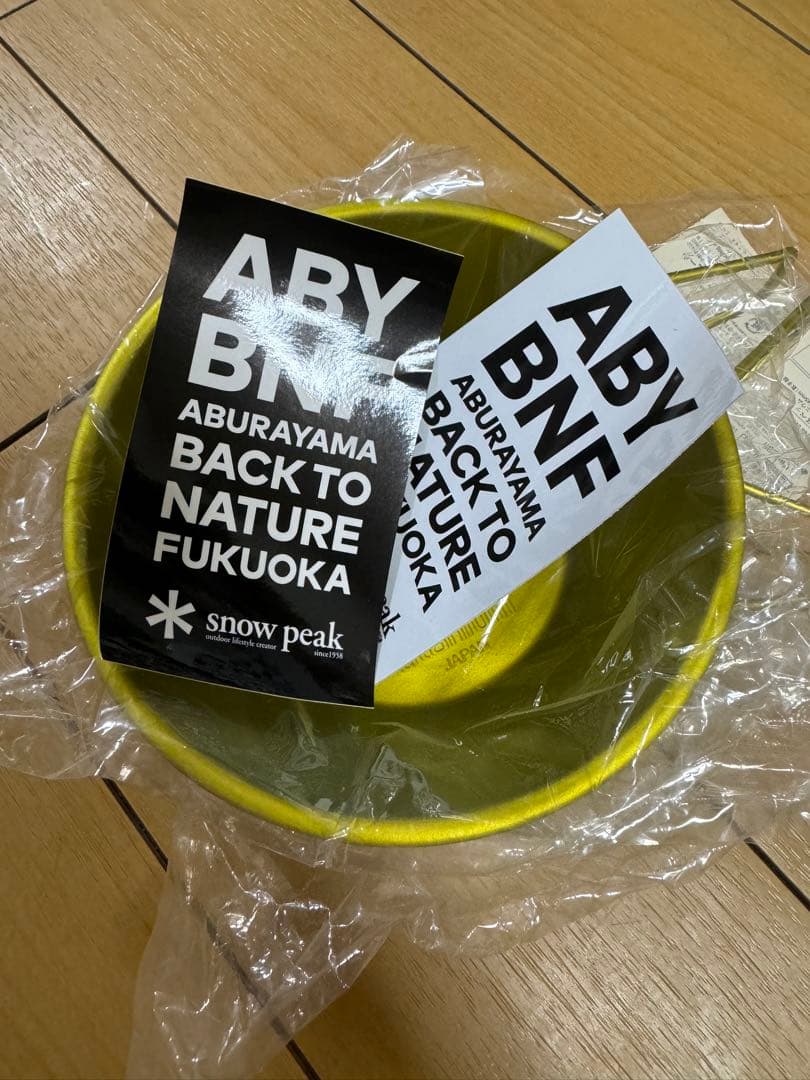 ABY
BNF
ABURAYAMA
BACK TO
NATURE
FUKUOKA
snow peak
outdoor lifestyle creator
since1958
ABY
BNF
ABURAYAMA
BACK TO
NATURE
JAPAN